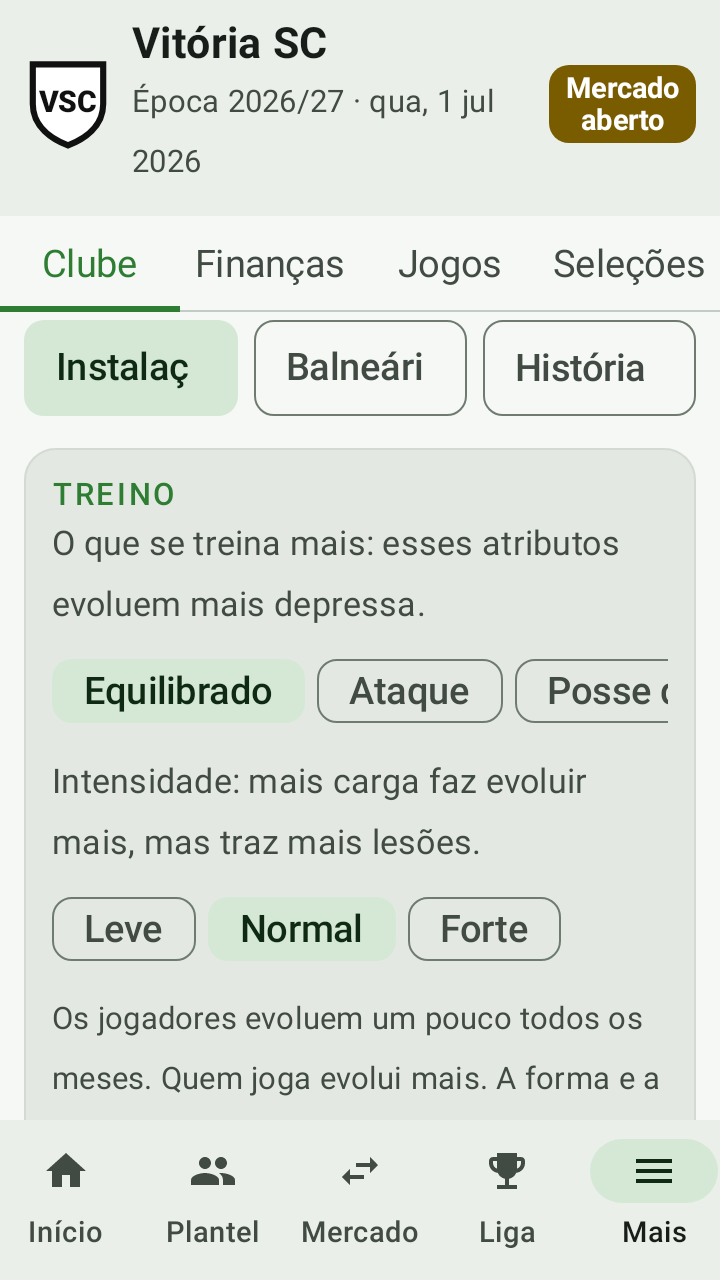 Vitória SC
VSC
Época 2026/27 · qua, 1 jul
2026
Mercado
aberto
Clube Finanças Jogos Seleções
Instalaç Balneári História
TREINO
O que se treina mais: esses atributos
evoluem mais depressa.
Equilibrado Ataque Posse
Intensidade: mais carga faz evoluir
mais, mas traz mais lesões.
Leve Normal Forte
Os jogadores evoluem um pouco todos os
meses. Quem joga evolui mais. A forma e a
Início Plantel Mercado Liga Mais